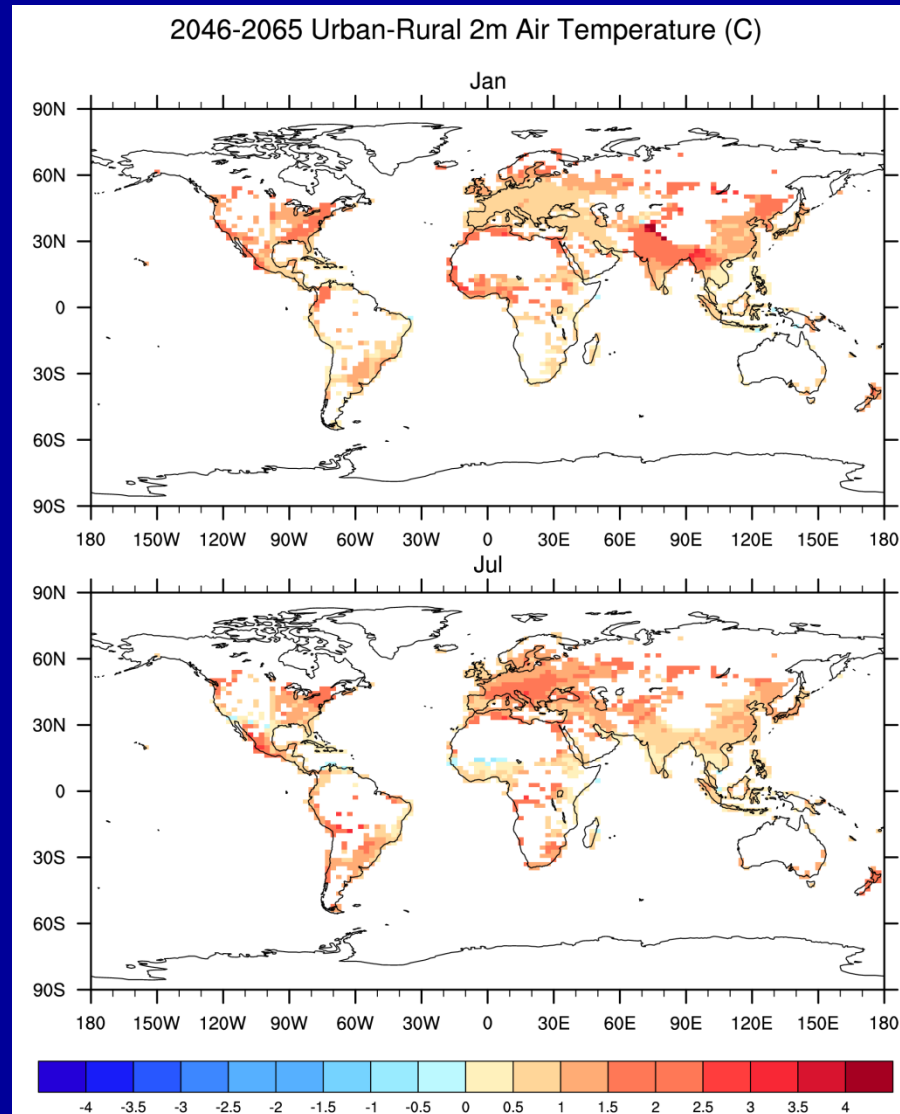 2046-2065 Urban-Rural 2m Air Temperature (C)
Jan
90N
60N
30N
0
30S
60S
90S
180 150W 120W 90W 60W 30W 0 30E 60E 90E 120E 150E 180
Jul
90N
60N
30N
0
30S
60S
90S
180 150W 120W 90W 60W 30W 0 30E 60E 90E 120E 150E 180
-4 -3.5 -3 -2.5 -2 -1.5 -1 -0.5 0 0.5 1 1.5 2 2.5 3 3.5 4